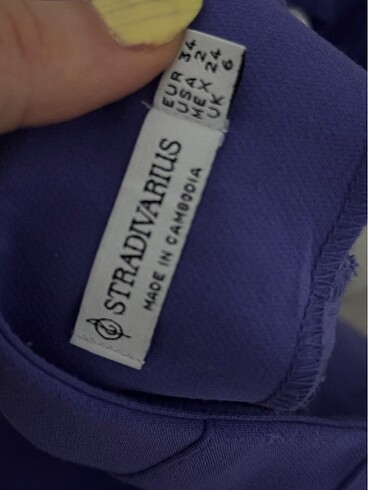 EUR 34
USA 2
MEX 24
UK 6
STRADIVARIUS
MADE IN CAMBODIA